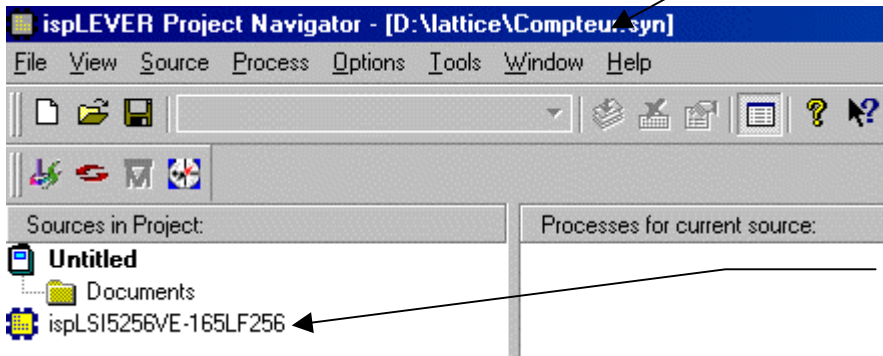 ispLEVER Project Navigator - [D:\lattice\Compteur.syn]
File View Source Process Options Tools Window Help
Sources in Project:
Processes for current source:
Untitled
Documents
ispLSI5256VE-165LF256